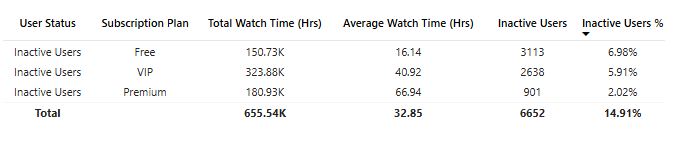 User Status Subscription Plan Total Watch Time (Hrs) Average Watch Time (Hrs) Inactive Users Inactive Users %
Inactive Users Free 150.73K 16.14 3113 6.98%
Inactive Users VIP 323.88K 40.92 2638 5.91%
Inactive Users Premium 180.93K 66.94 901 2.02%
Total 655.54K 32.85 6652 14.91%